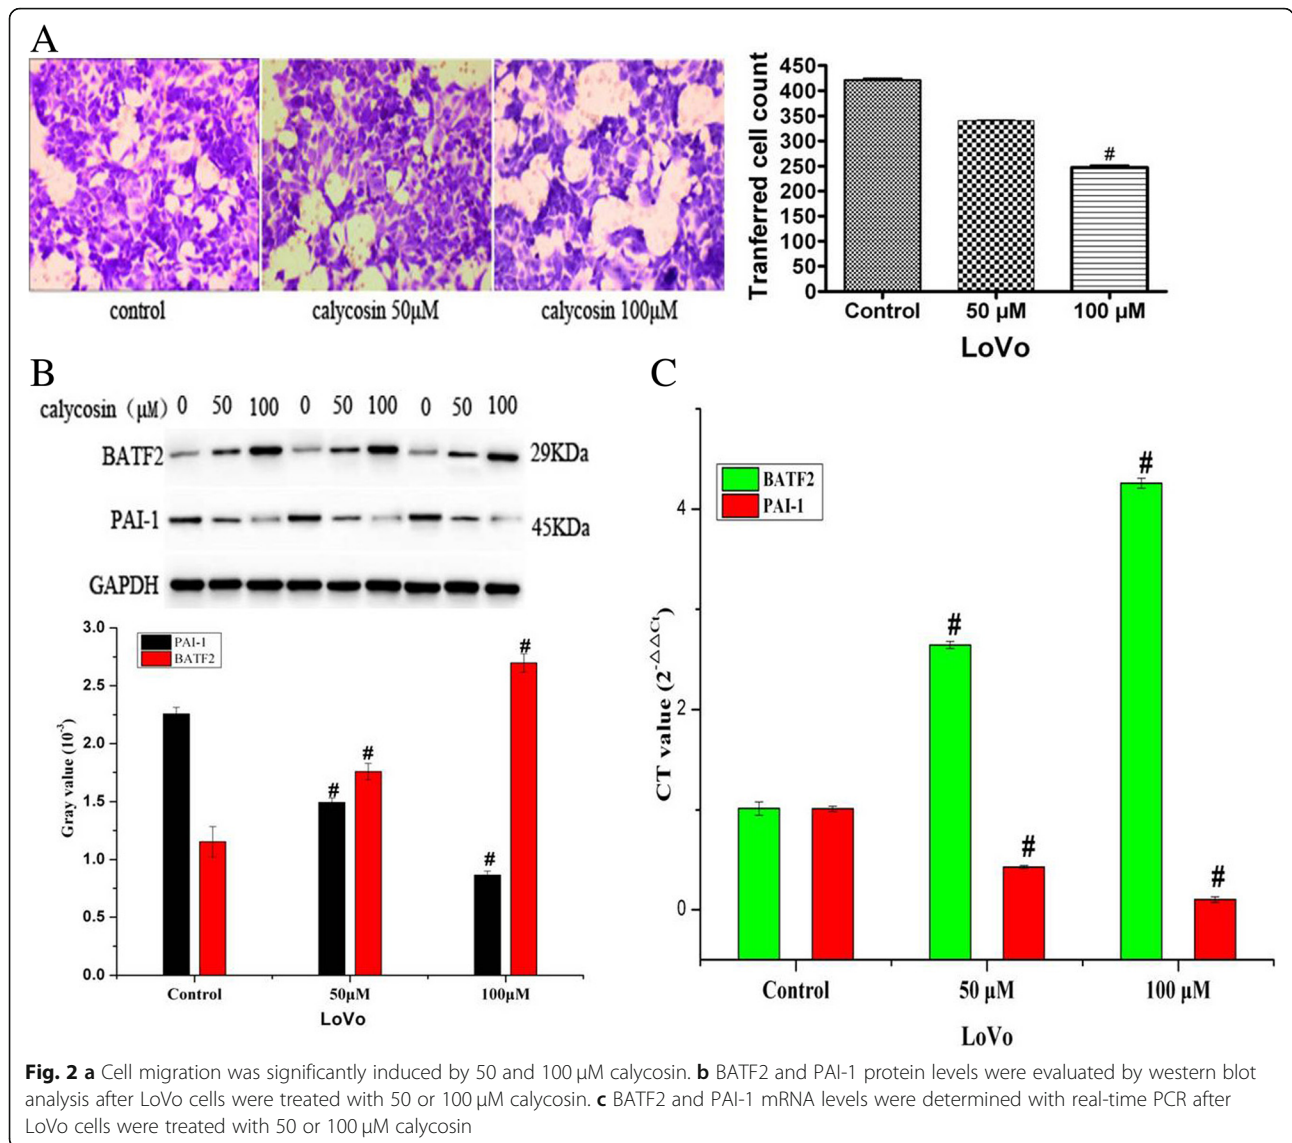 A
control
calycosin 50μM
calycosin 100μM
Tranferred cell count
450
400
350
300
250
200
150
100
50
0
#
Control
50 μM
100 μM
LoVo
B
calycosin (μM) 0 50 100 0 50 100 0 50 100
BATF2
29KDa
PAI-1
45KDa
GAPDH
PAI-1
BATF2
Gray value (10⁻³)
3.0
2.5
2.0
1.5
1.0
0.5
0.0
#
#
#
#
Control
50μM
100μM
LoVo
C
BATF2
PAI-1
CT value (2^-△△Ct)
4
2
0
#
#
#
#
Control
50 μM
100 μM
LoVo
Fig. 2 a Cell migration was significantly induced by 50 and 100 μM calycosin. b BATF2 and PAI-1 protein levels were evaluated by western blot
analysis after LoVo cells were treated with 50 or 100 μM calycosin. c BATF2 and PAI-1 mRNA levels were determined with real-time PCR after
LoVo cells were treated with 50 or 100 μM calycosin